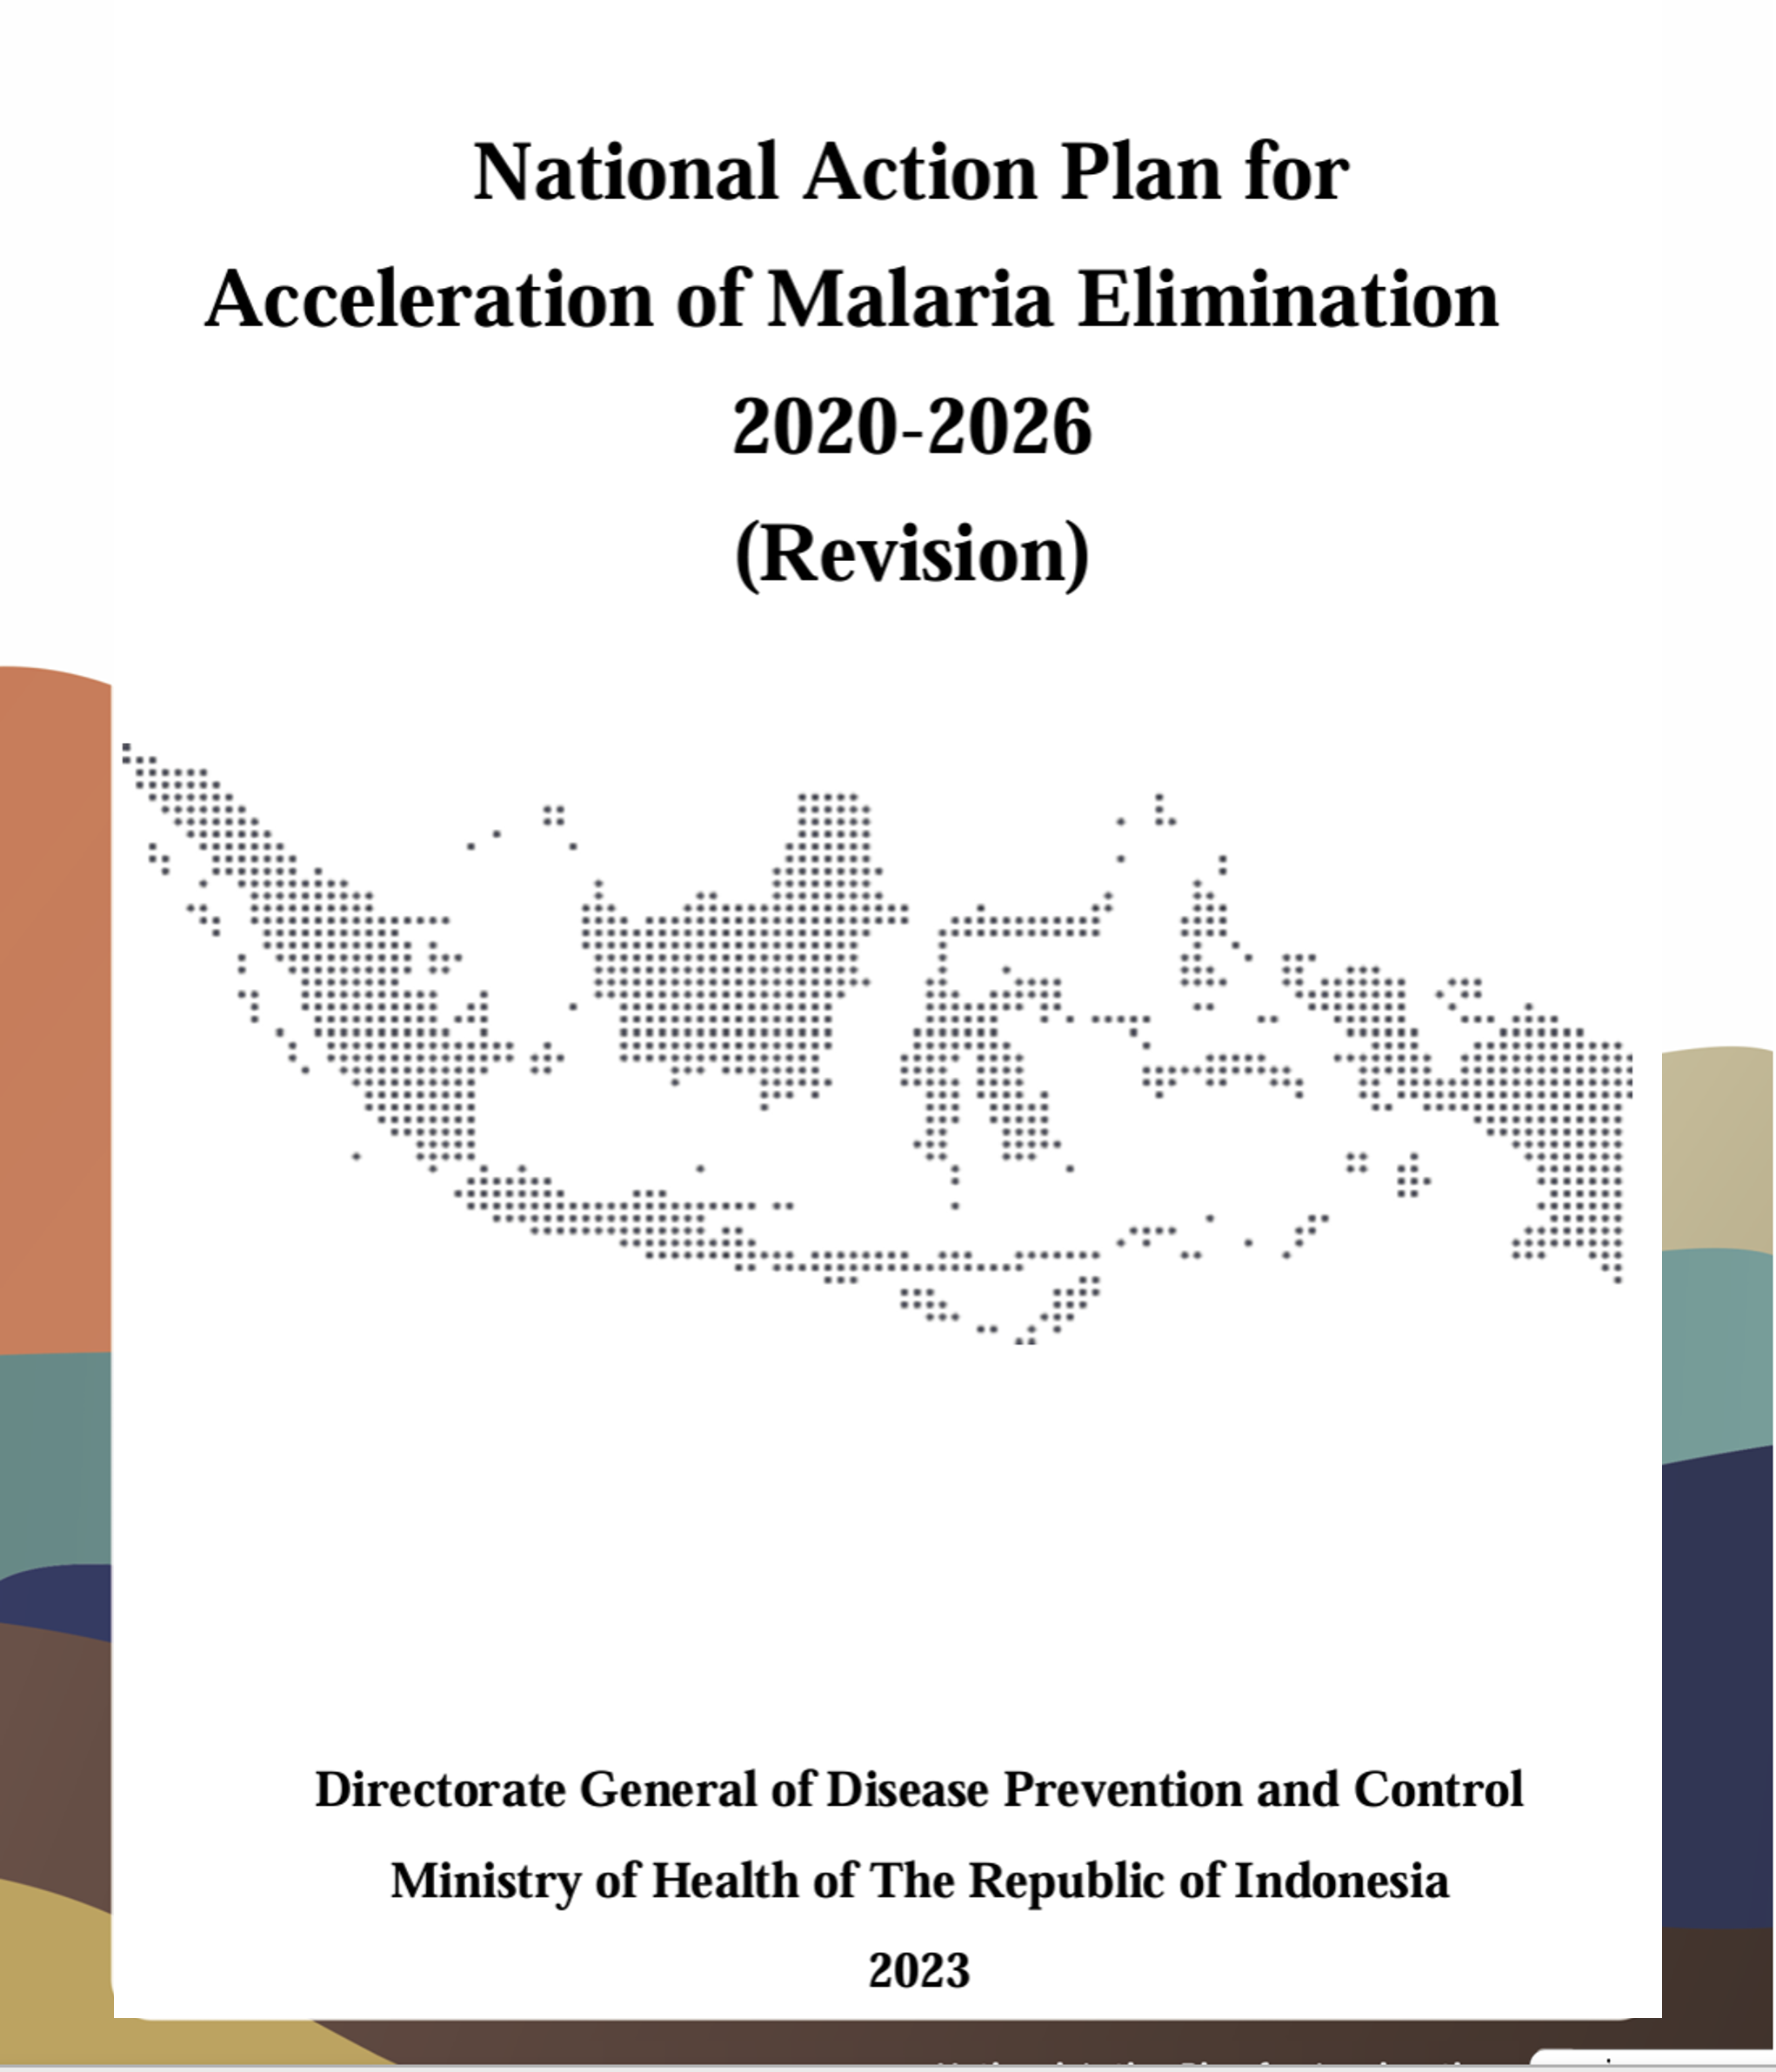 National Action Plan for
Acceleration of Malaria Elimination
2020-2026
(Revision)
Directorate General of Disease Prevention and Control
Ministry of Health of The Republic of Indonesia
2023